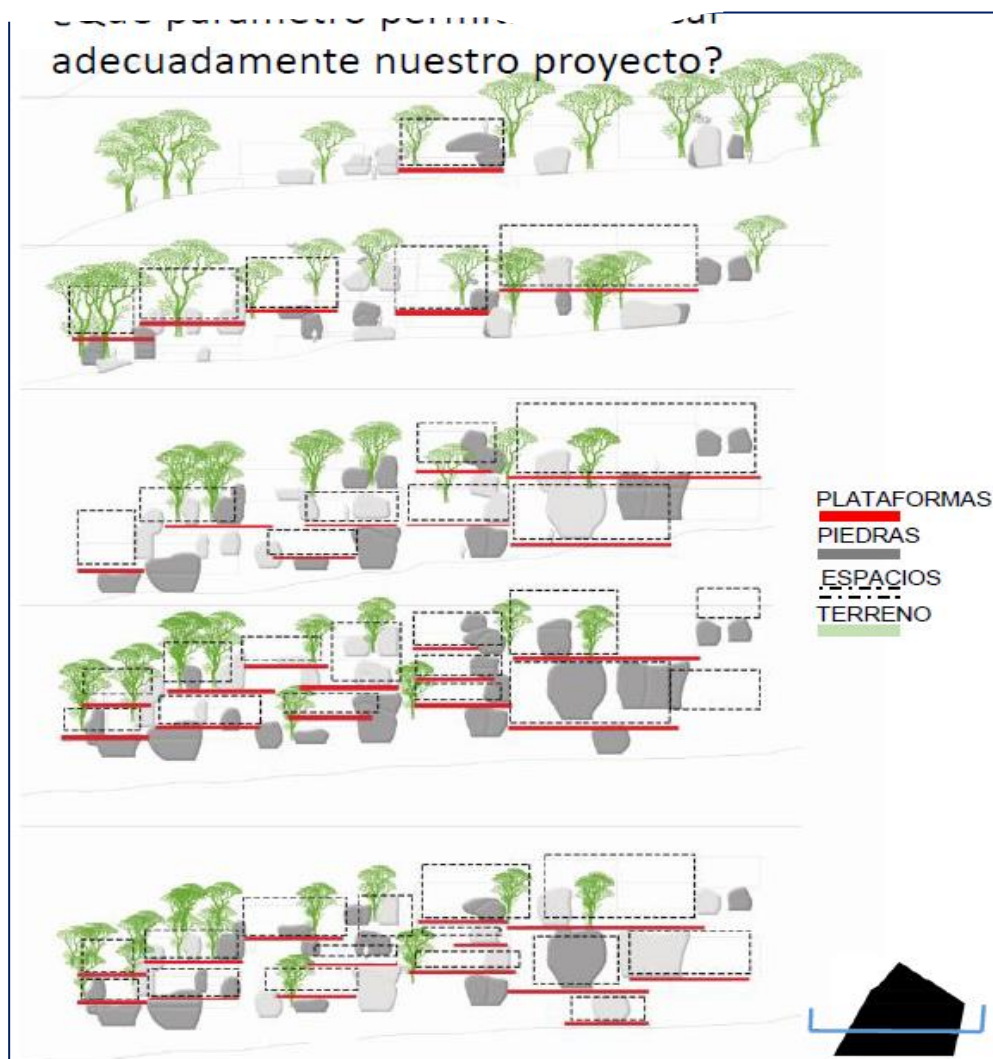 adecuadamente nuestro proyecto?
PLATAFORMAS
PIEDRAS
ESPACIOS
TERRENO